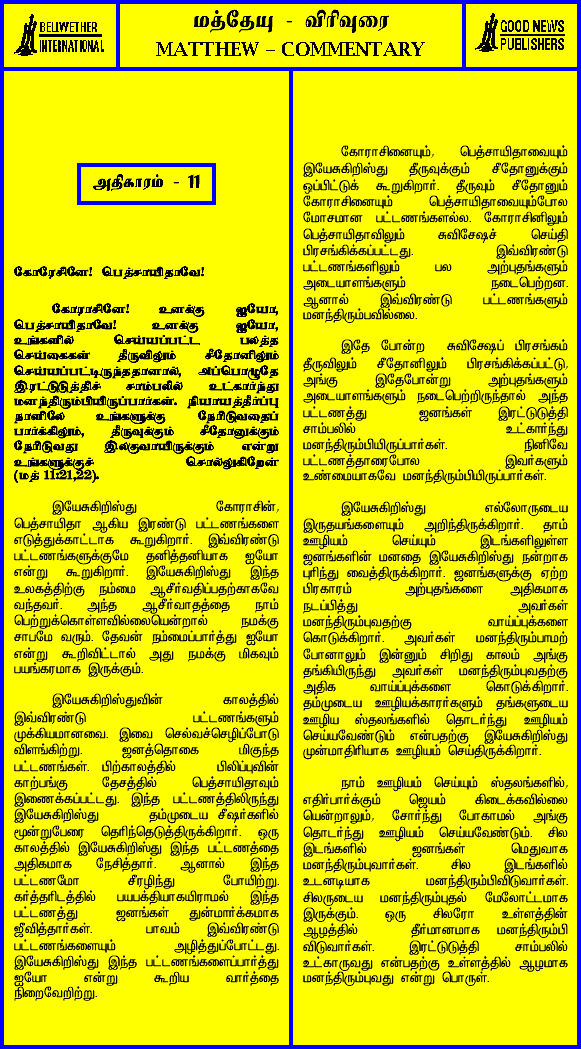 BELLWETHER
INTERNATIONAL
மத்தேயு - விரிவுரை
MATTHEW – COMMENTARY
GOOD NEWS
PUBLISHERS
அதிகாரம் - 11
கோரேசினே! பெத்சாயிதாவே!
கோராசினே! உனக்கு ஐயோ,
பெத்சாயிதாவே! உனக்கு ஐயோ,
உங்களில் செய்யப்பட்ட பலத்த
செய்கைகள் தீருவிலும் சீதோனிலும்
செய்யப்பட்டிருந்ததானால், அப்பொழுதே
இரட்டுடுத்திச் சாம்பலில் உட்கார்ந்து
மனந்திரும்பியிருப்பார்கள். நியாயத்தீர்ப்பு
நாளிலே உங்களுக்கு நேரிடுவதைப்
பார்க்கிலும், தீருவுக்கும் சீதோனுக்கும்
நேரிடுவது இலகுவாயிருக்கும் என்று
உங்களுக்குச் சொல்லுகிறேன்
(மத் 11:21,22).
இயேசுகிறிஸ்து கோராசின்,
பெத்சாயிதா ஆகிய இரண்டு பட்டணங்களை
எடுத்துக்காட்டாக கூறுகிறார். இவ்விரண்டு
பட்டணங்களுக்குமே தனித்தனியாக ஐயோ
என்று கூறுகிறார். இயேசுகிறிஸ்து இந்த
உலகத்திற்கு நம்மை ஆசீர்வதிப்பதற்காகவே
வந்தவர். அந்த ஆசீர்வாதத்தை நாம்
பெற்றுக்கொள்ளவில்லையென்றால் நமக்கு
சாபமே வரும். தேவன் நம்மைப்பார்த்து ஐயோ
என்று கூறிவிட்டால் அது நமக்கு மிகவும்
பயங்கரமாக இருக்கும்.
இயேசுகிறிஸ்துவின் காலத்தில்
இவ்விரண்டு பட்டணங்களும்
முக்கியமானவை. இவை செல்வச்செழிப்போடு
விளங்கிற்று. ஜனத்தொகை மிகுந்த
பட்டணங்கள். பிற்காலத்தில் பிலிப்புவின்
காற்பங்கு தேசத்தில் பெத்சாயிதாவும்
இணைக்கப்பட்டது. இந்த பட்டணத்திலிருந்து
இயேசுகிறிஸ்து தம்முடைய சீஷர்களில்
மூன்றுபேரை தெரிந்தெடுத்திருக்கிறார். ஒரு
காலத்தில் இயேசுகிறிஸ்து இந்த பட்டணத்தை
அதிகமாக நேசித்தார். ஆனால் இந்த
பட்டணமோ சீரழிந்து போயிற்று.
கர்த்தரிடத்தில் பயபக்தியாகயிராமல் இந்த
பட்டணத்து ஜனங்கள் துன்மார்க்கமாக
ஜீவித்தார்கள். பாவம் இவ்விரண்டு
பட்டணங்களையும் அழித்துப்போட்டது.
இயேசுகிறிஸ்து இந்த பட்டணங்களைப்பார்த்து
ஐயோ என்று கூறிய வார்த்தை
நிறைவேறிற்று.
கோராசினையும், பெத்சாயிதாவையும்
இயேசுகிறிஸ்து தீருவுக்கும் சீதோனுக்கும்
ஒப்பிட்டுக் கூறுகிறார். தீருவும் சீதோனும்
கோராசினையும் பெத்சாயிதாவையும்போல
மோசமான பட்டணங்களல்ல. கோராசினிலும்
பெத்சாயிதாவிலும் சுவிசேஷச் செய்தி
பிரசங்கிக்கப்பட்டது. இவ்விரண்டு
பட்டணங்களிலும் பல அற்புதங்களும்
அடையாளங்களும் நடைபெற்றன.
ஆனால் இவ்விரண்டு பட்டணங்களும்
மனந்திரும்பவில்லை.
இதே போன்ற சுவிசேஷப் பிரசங்கம்
தீருவிலும் சீதோனிலும் பிரசங்கிக்கப்பட்டு,
அங்கு இதேபோன்று அற்புதங்களும்
அடையாளங்களும் நடைபெற்றிருந்தால் அந்த
பட்டணத்து ஜனங்கள் இரட்டுடுத்தி
சாம்பலில் உட்கார்ந்து
மனந்திரும்பியிருப்பார்கள். நினிவே
பட்டணத்தாரைபோல இவர்களும்
உண்மையாகவே மனந்திரும்பியிருப்பார்கள்.
இயேசுகிறிஸ்து எல்லோருடைய
இருதயங்களையும் அறிந்திருக்கிறார். தாம்
ஊழியம் செய்யும் இடங்களிலுள்ள
ஜனங்களின் மனதை இயேசுகிறிஸ்து நன்றாக
புரிந்து வைத்திருக்கிறார். ஜனங்களுக்கு ஏற்ற
பிரகாரம் அற்புதங்களை அதிகமாக
நடப்பித்து அவர்கள்
மனந்திரும்புவதற்கு வாய்ப்புக்களை
கொடுக்கிறார். அவர்கள் மனந்திரும்பாமற்
போனாலும் இன்னும் சிறிது காலம் அங்கு
தங்கியிருந்து அவர்கள் மனந்திரும்புவதற்கு
அதிக வாய்ப்புக்களை கொடுக்கிறார்.
தம்முடைய ஊழியக்காரர்களும் தங்களுடைய
ஊழிய ஸ்தலங்களில் தொடர்ந்து ஊழியம்
செய்யவேண்டும் என்பதற்கு இயேசுகிறிஸ்து
முன்மாதிரியாக ஊழியம் செய்திருக்கிறார்.
நாம் ஊழியம் செய்யும் ஸ்தலங்களில்,
எதிர்பார்க்கும் ஜெயம் கிடைக்கவில்லை
யென்றாலும், சோர்ந்து போகாமல் அங்கு
தொடர்ந்து ஊழியம் செய்யவேண்டும். சில
இடங்களில் ஜனங்கள் மெதுவாக
மனந்திரும்புவார்கள். சில இடங்களில்
உடனடியாக மனந்திரும்பிவிடுவார்கள்.
சிலருடைய மனந்திரும்புதல் மேலோட்டமாக
இருக்கும். ஒரு சிலரோ உள்ளத்தின்
ஆழத்தில் தீர்மானமாக மனந்திரும்பி
விடுவார்கள். இரட்டுடுத்தி சாம்பலில்
உட்காருவது என்பதற்கு உள்ளத்தில் ஆழமாக
மனந்திரும்புவது என்று பொருள்.